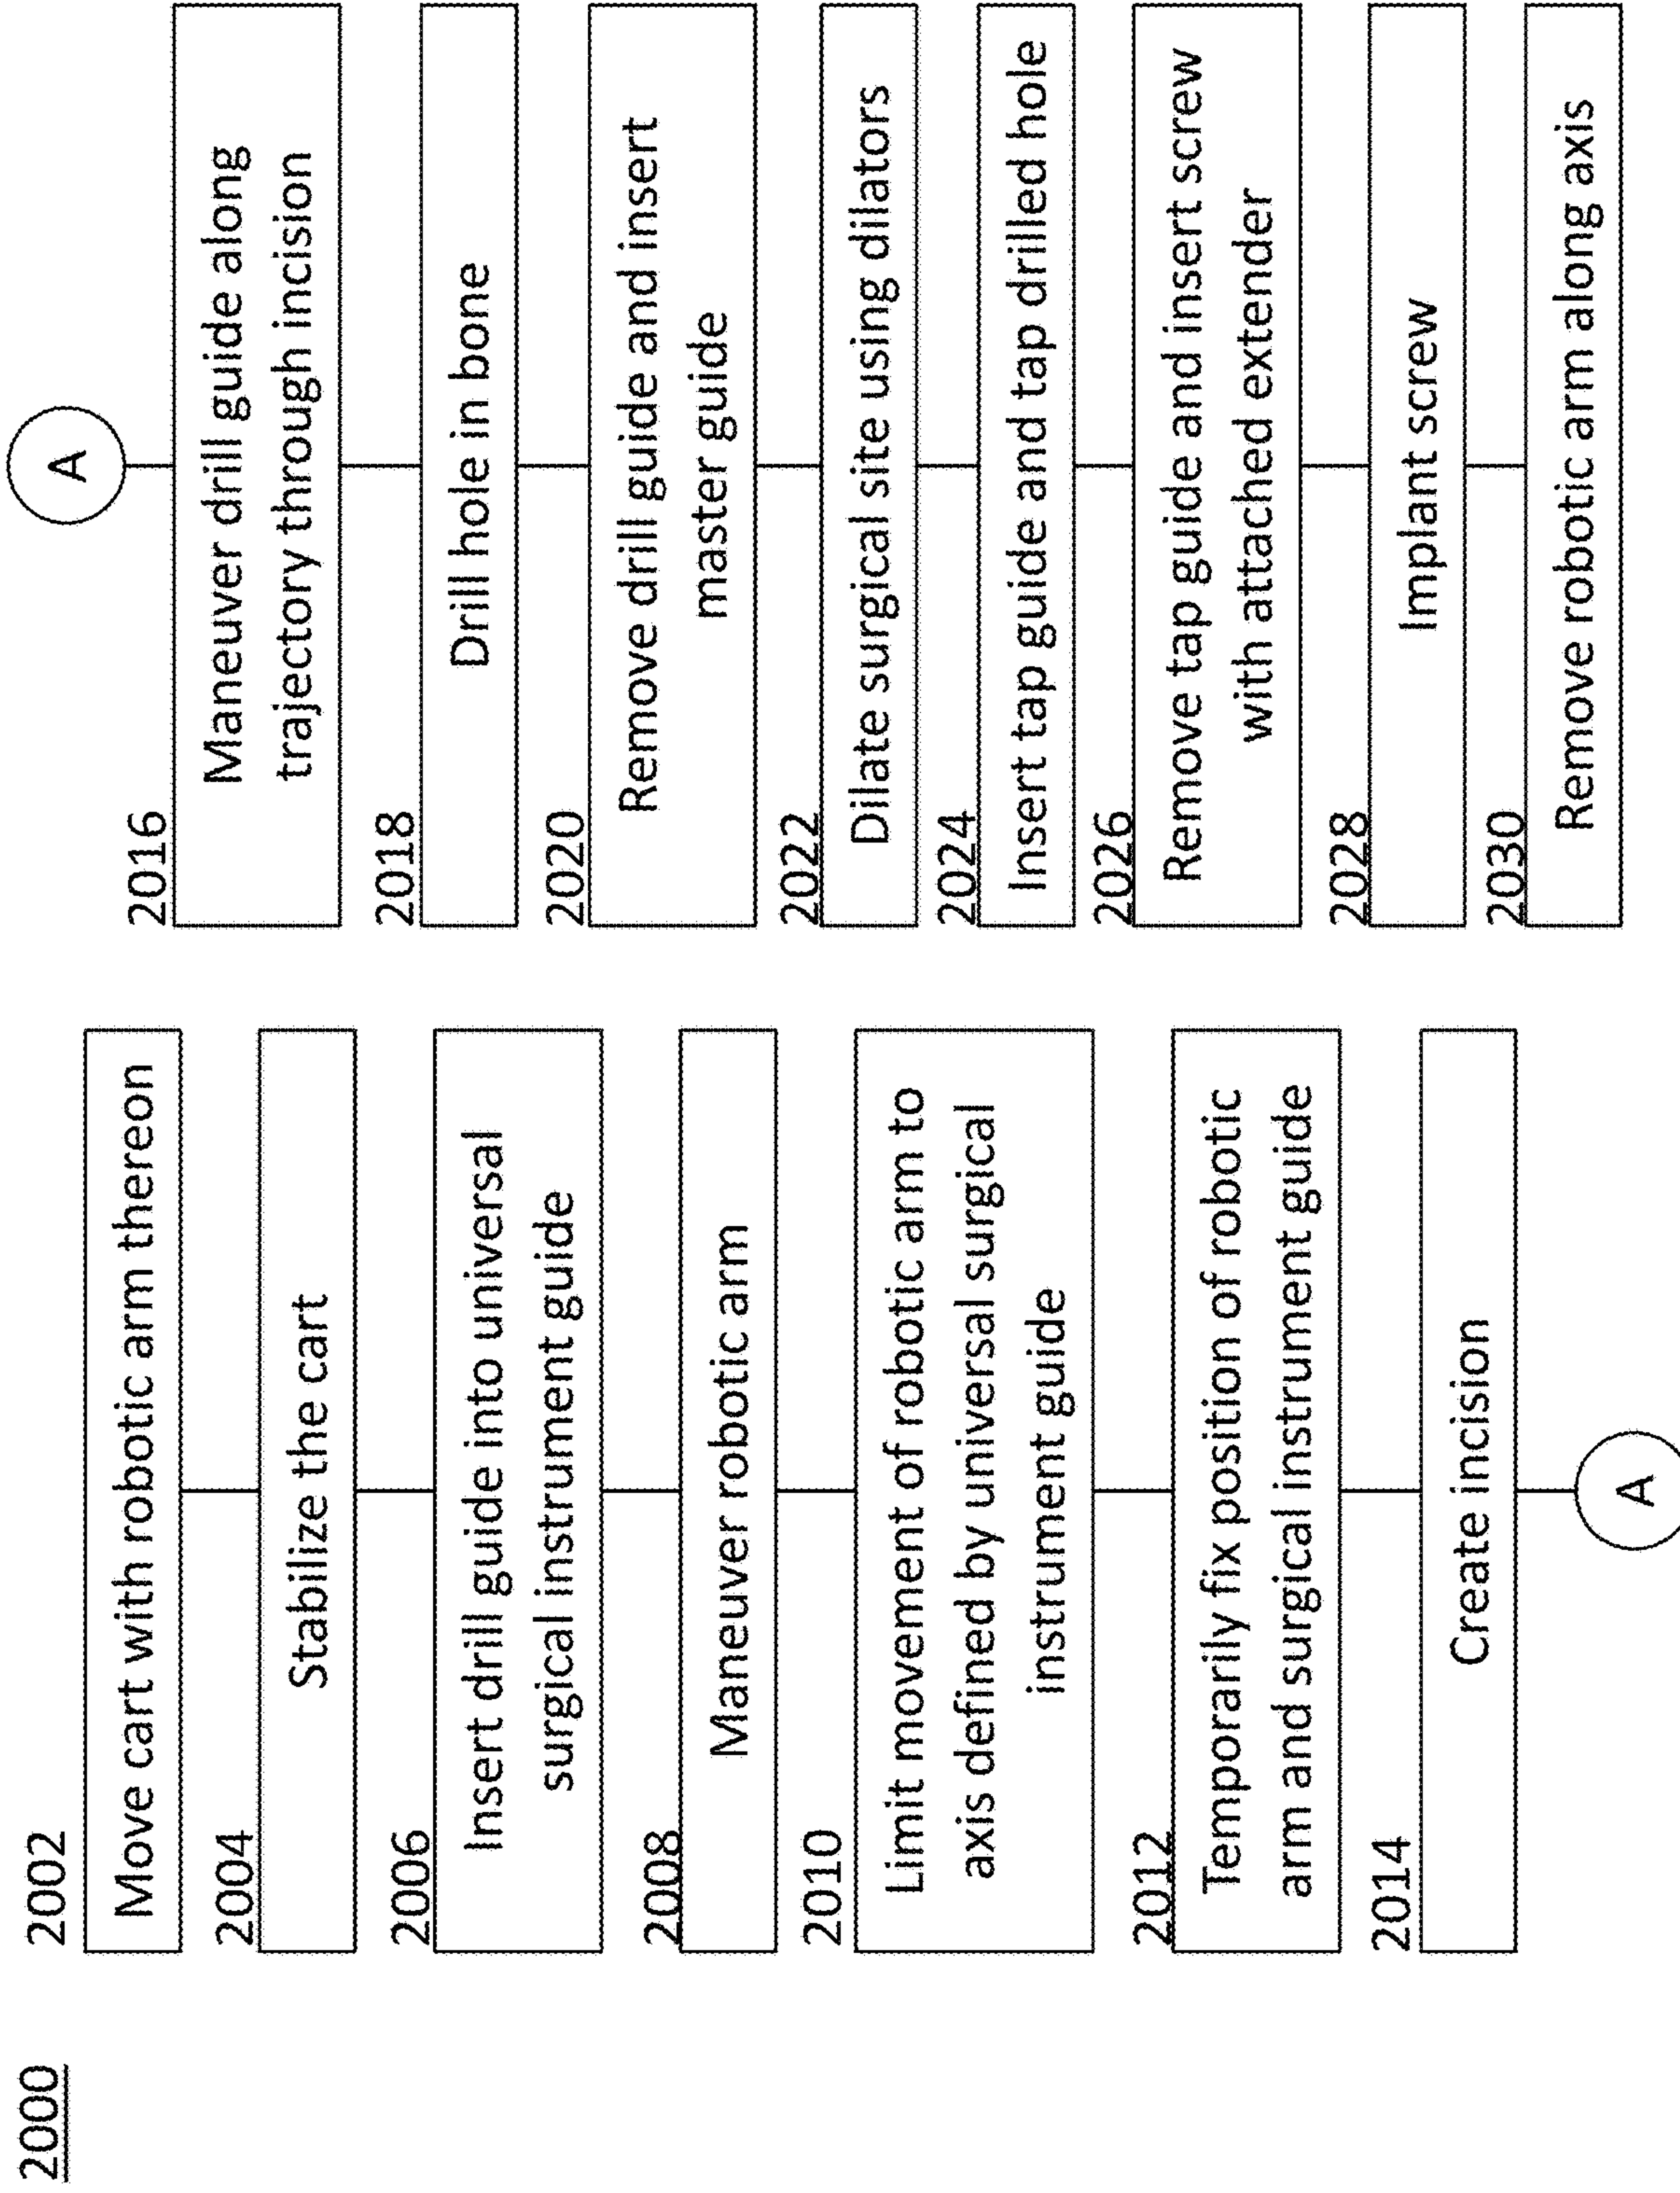 2000
2002
Move cart with robotic arm thereon
2004
Stabilize the cart
2006
Insert drill guide into universal
surgical instrument guide
2008
Maneuver robotic arm
2010
Limit movement of robotic arm to
axis defined by universal surgical
instrument guide
2012
Temporarily fix position of robotic
arm and surgical instrument guide
2014
Create incision
A
A
2016
Maneuver drill guide along
trajectory through incision
2018
Drill hole in bone
2020
Remove drill guide and insert
master guide
2022
Dilate surgical site using dilators
2024
Insert tap guide and tap drilled hole
2026
Remove tap guide and insert screw
with attached extender
2028
Implant screw
2030
Remove robotic arm along axis